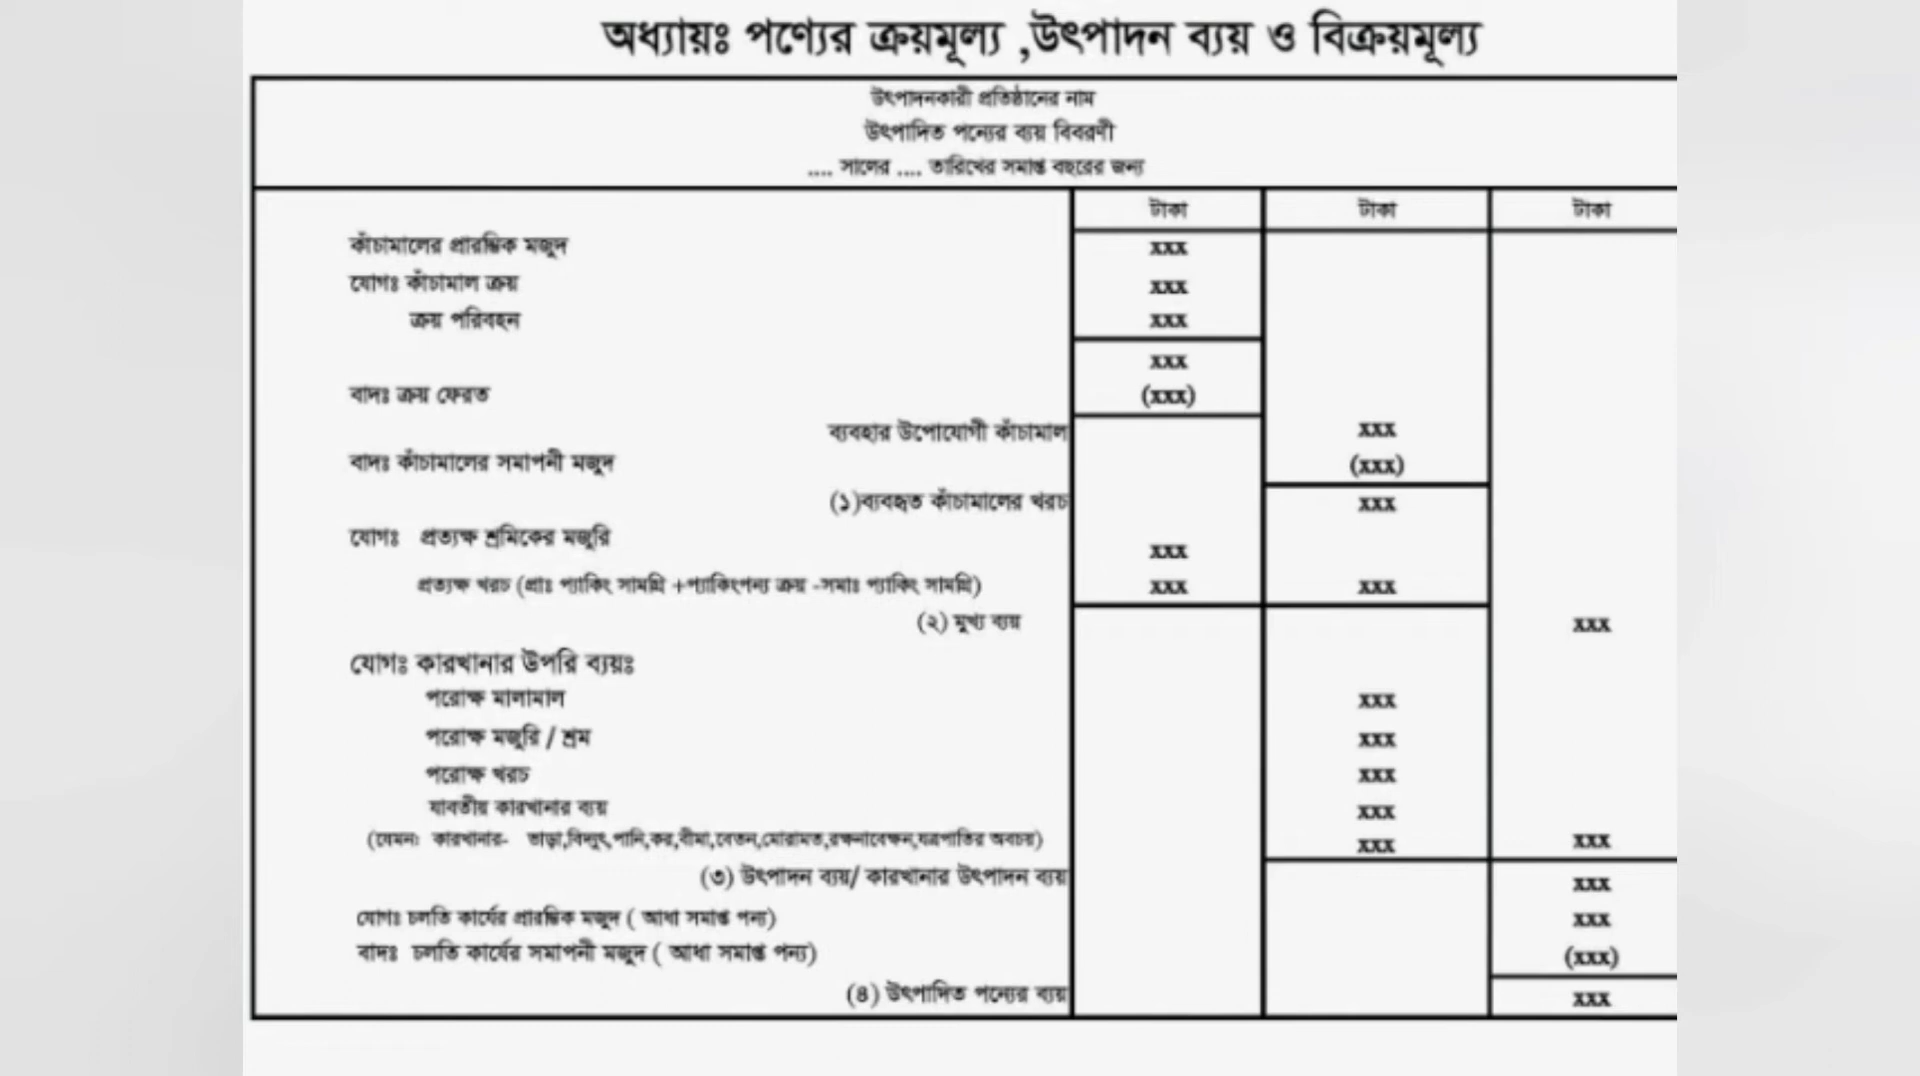 অধ্যায়ঃ পণ্যের ক্রয়মূল্য ,উৎপাদন ব্যয় ও বিক্রয়মূল্য
উৎপাদনকারী প্রতিষ্ঠানের নাম
উৎপাদিত পন্যের ব্যয় বিবরণী
.... সালের .... তারিখের সমাপ্ত বছরের জন্য
টাকা টাকা টাকা
কাঁচামালের প্রারম্ভিক মজুদ xxx
যোগঃ কাঁচামাল ক্রয় xxx
ক্রয় পরিবহন xxx
xxx
বাদঃ ক্রয় ফেরত (xxx)
ব্যবহার উপোযোগী কাঁচামাল xxx
বাদঃ কাঁচামালের সমাপনী মজুদ (xxx)
(১)ব্যবহৃত কাঁচামালের খরচ xxx
যোগঃ প্রত্যক্ষ শ্রমিকের মজুরি xxx
প্রত্যক্ষ খরচ (প্রাঃ প্যাকিং সামগ্রি +প্যাকিংপন্য ক্রয় -সমাঃ প্যাকিং সামগ্রি) xxx xxx
(২) মুখ্য ব্যয় xxx
যোগঃ কারখানার উপরি ব্যয়ঃ
পরোক্ষ মালামাল xxx
পরোক্ষ মজুরি / শ্রম xxx
পরোক্ষ খরচ xxx
যাবতীয় কারখানার ব্যয় xxx
(যেমনঃ কারখানার- ভাড়া,বিদ্যুৎ,পানি,কর,বীমা,বেতন,মেরামত,রক্ষনাবেক্ষন,যন্ত্রপাতির অবচয়) xxx xxx
(৩) উৎপাদন ব্যয়/ কারখানার উৎপাদন ব্যয় xxx
যোগঃ চলতি কার্যের প্রারম্ভিক মজুদ ( আধা সমাপ্ত পন্য) xxx
বাদঃ চলতি কার্যের সমাপনী মজুদ ( আধা সমাপ্ত পন্য) (xxx)
(৪) উৎপাদিত পন্যের ব্যয় xxx